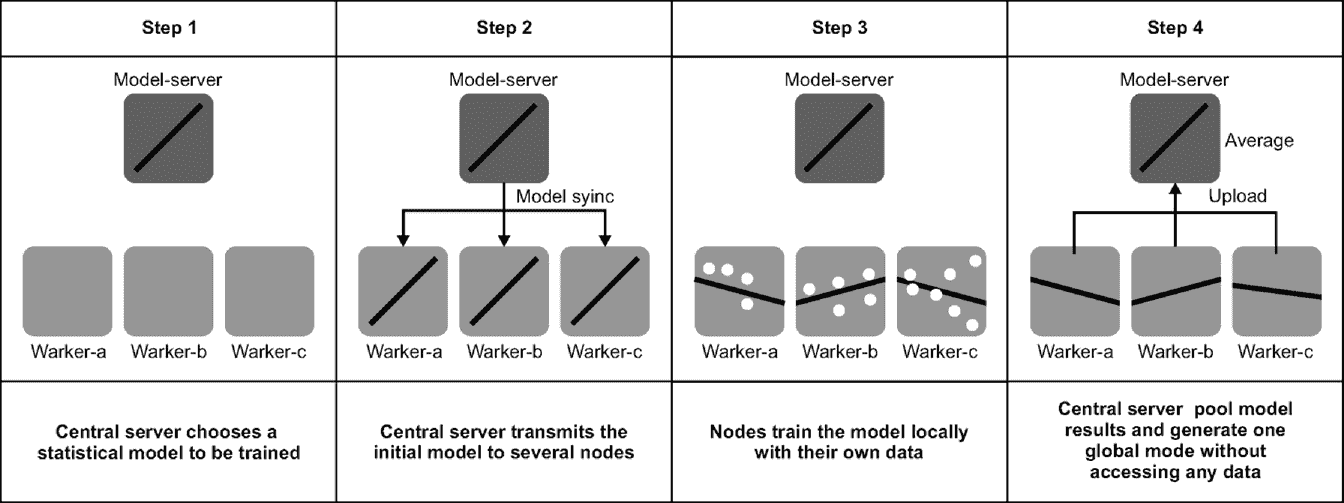 Step 1
Model-server
Warker-a
Warker-b
Warker-c
Central server chooses a
statistical model to be trained
Step 2
Model-server
Model syinc
Warker-a
Warker-b
Warker-c
Central server transmits the
initial model to several nodes
Step 3
Model-server
Warker-a
Warker-b
Warker-c
Nodes train the model locally
with their own data
Step 4
Model-server
Average
Upload
Warker-a
Warker-b
Warker-c
Central server pool model
results and generate one
global mode without
accessing any data